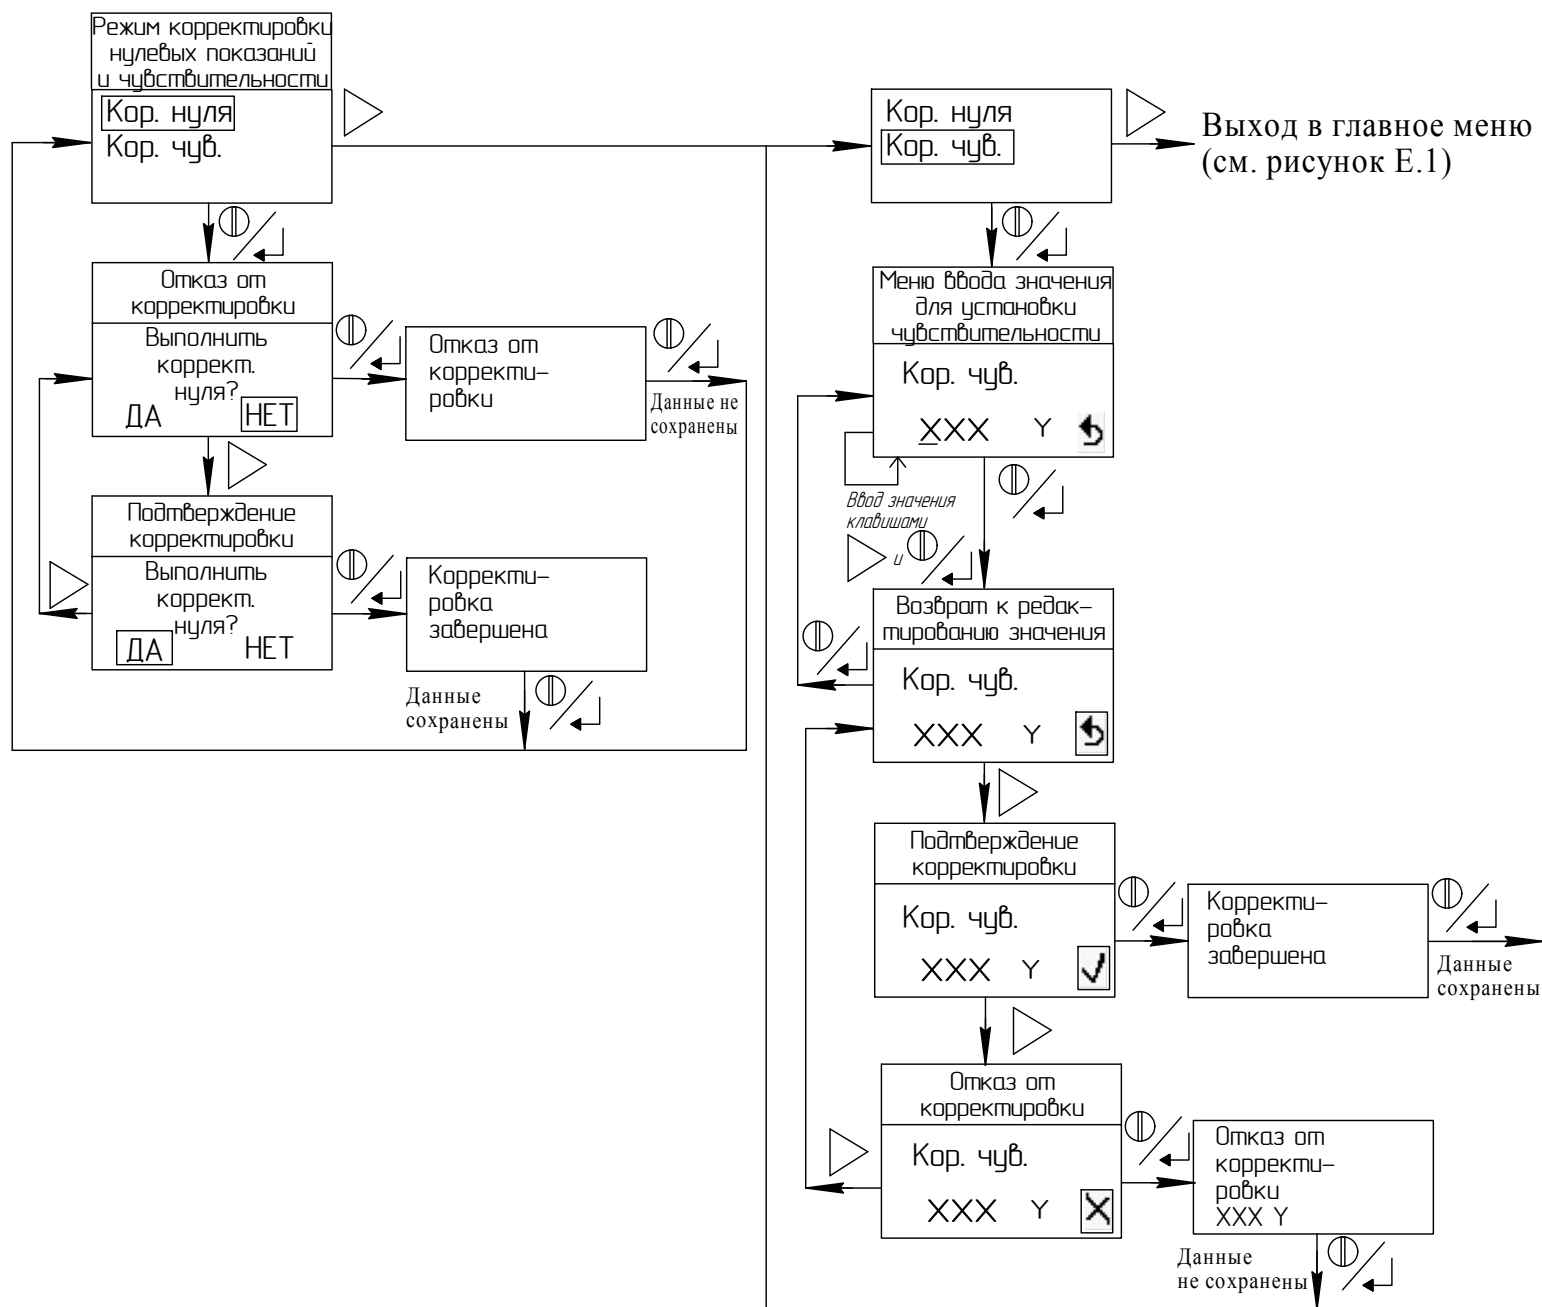 Режим корректировки
нулевых показаний
и чувствительности
Кор. нуля
Кор. чув.
Отказ от
корректировки
Выполнить
коррект.
нуля?
ДА НЕТ
Отказ от
корректи-
ровки
Данные не
сохранены
Подтверждение
корректировки
Выполнить
коррект.
нуля?
ДА НЕТ
Корректи-
ровка
завершена
Данные
сохранены
Кор. нуля
Кор. чув.
Выход в главное меню
(см. рисунок Е.1)
Меню ввода значения
для установки
чувствительности
Кор. чув.
XXX Y
Ввод значения
клавишами
и
Возврат к редак-
тированию значения
Кор. чув.
XXX Y
Подтверждение
корректировки
Кор. чув.
XXX Y
Корректи-
ровка
завершена
Данные
сохранены
Отказ от
корректировки
Кор. чув.
XXX Y
Отказ от
корректи-
ровки
XXX Y
Данные
не сохранены